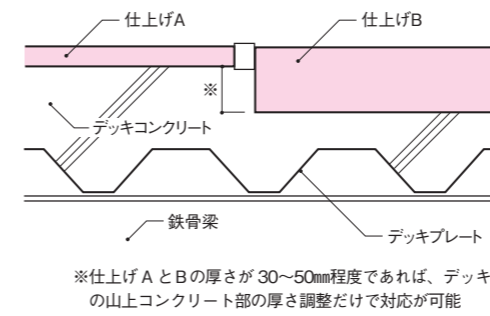 仕上げA
仕上げB
※
デッキコンクリート
鉄骨梁
デッキプレート
※仕上げAとBの厚さが30〜50㎜程度であれば、デッキ
の山上コンクリート部の厚さ調整だけで対応が可能